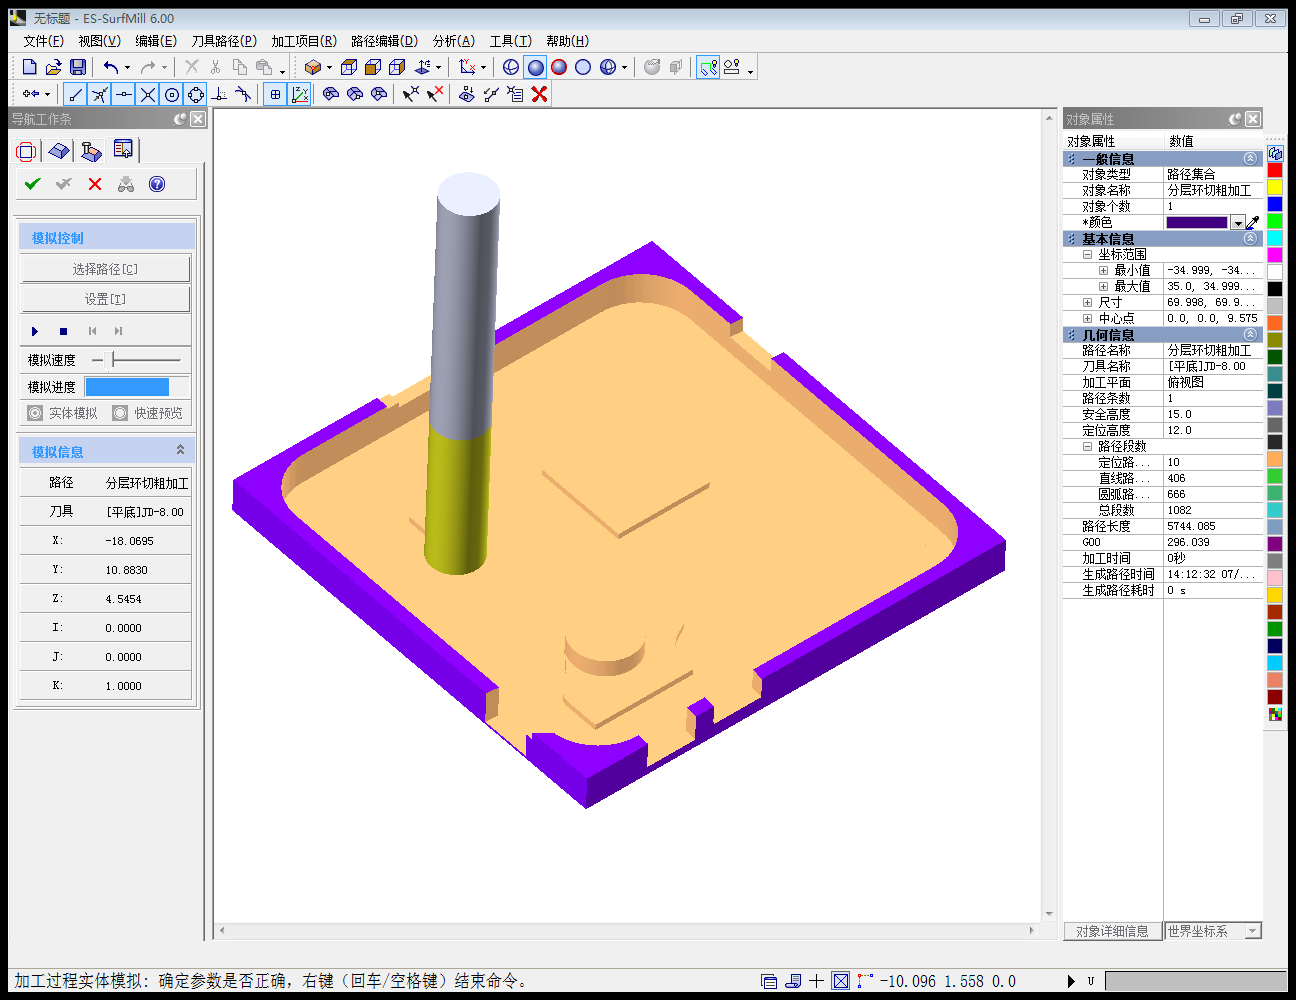 无标题 - ES-SurfMill 6.00
文件(F) 视图(V) 编辑(E) 刀具路径(P) 加工项目(R) 路径编辑(D) 分析(A) 工具(T) 帮助(H)
导航工作条
模拟控制
选择路径[C]
设置[T]
模拟速度
模拟进度
实体模拟 快速预览
模拟信息
路径 分层环切粗加工
刀具 [平底]JD-8.00
X: -18.0695
Y: 10.8830
Z: 4.5454
I: 0.0000
J: 0.0000
K: 1.0000
对象属性
对象属性 数值
一般信息
对象类型 路径集合
对象名称 分层环切粗加工
对象个数 1
*颜色
基本信息
坐标范围
最小值 -34.999, -34...
最大值 35.0, 34.999...
尺寸 69.998, 69.9...
中心点 0.0, 0.0, 9.575
几何信息
路径名称 分层环切粗加工
刀具名称 [平底]JD-8.00
加工平面 俯视图
路径条数 1
安全高度 15.0
定位高度 12.0
路径段数
定位路... 10
直线路... 406
圆弧路... 666
总段数 1082
路径长度 5744.085
G00 296.039
加工时间 0秒
生成路径时间 14:12:32 07/...
生成路径耗时 0 s
对象详细信息 世界坐标系
加工过程实体模拟: 确定参数是否正确，右键（回车/空格键）结束命令。
-10.096 1.558 0.0
U